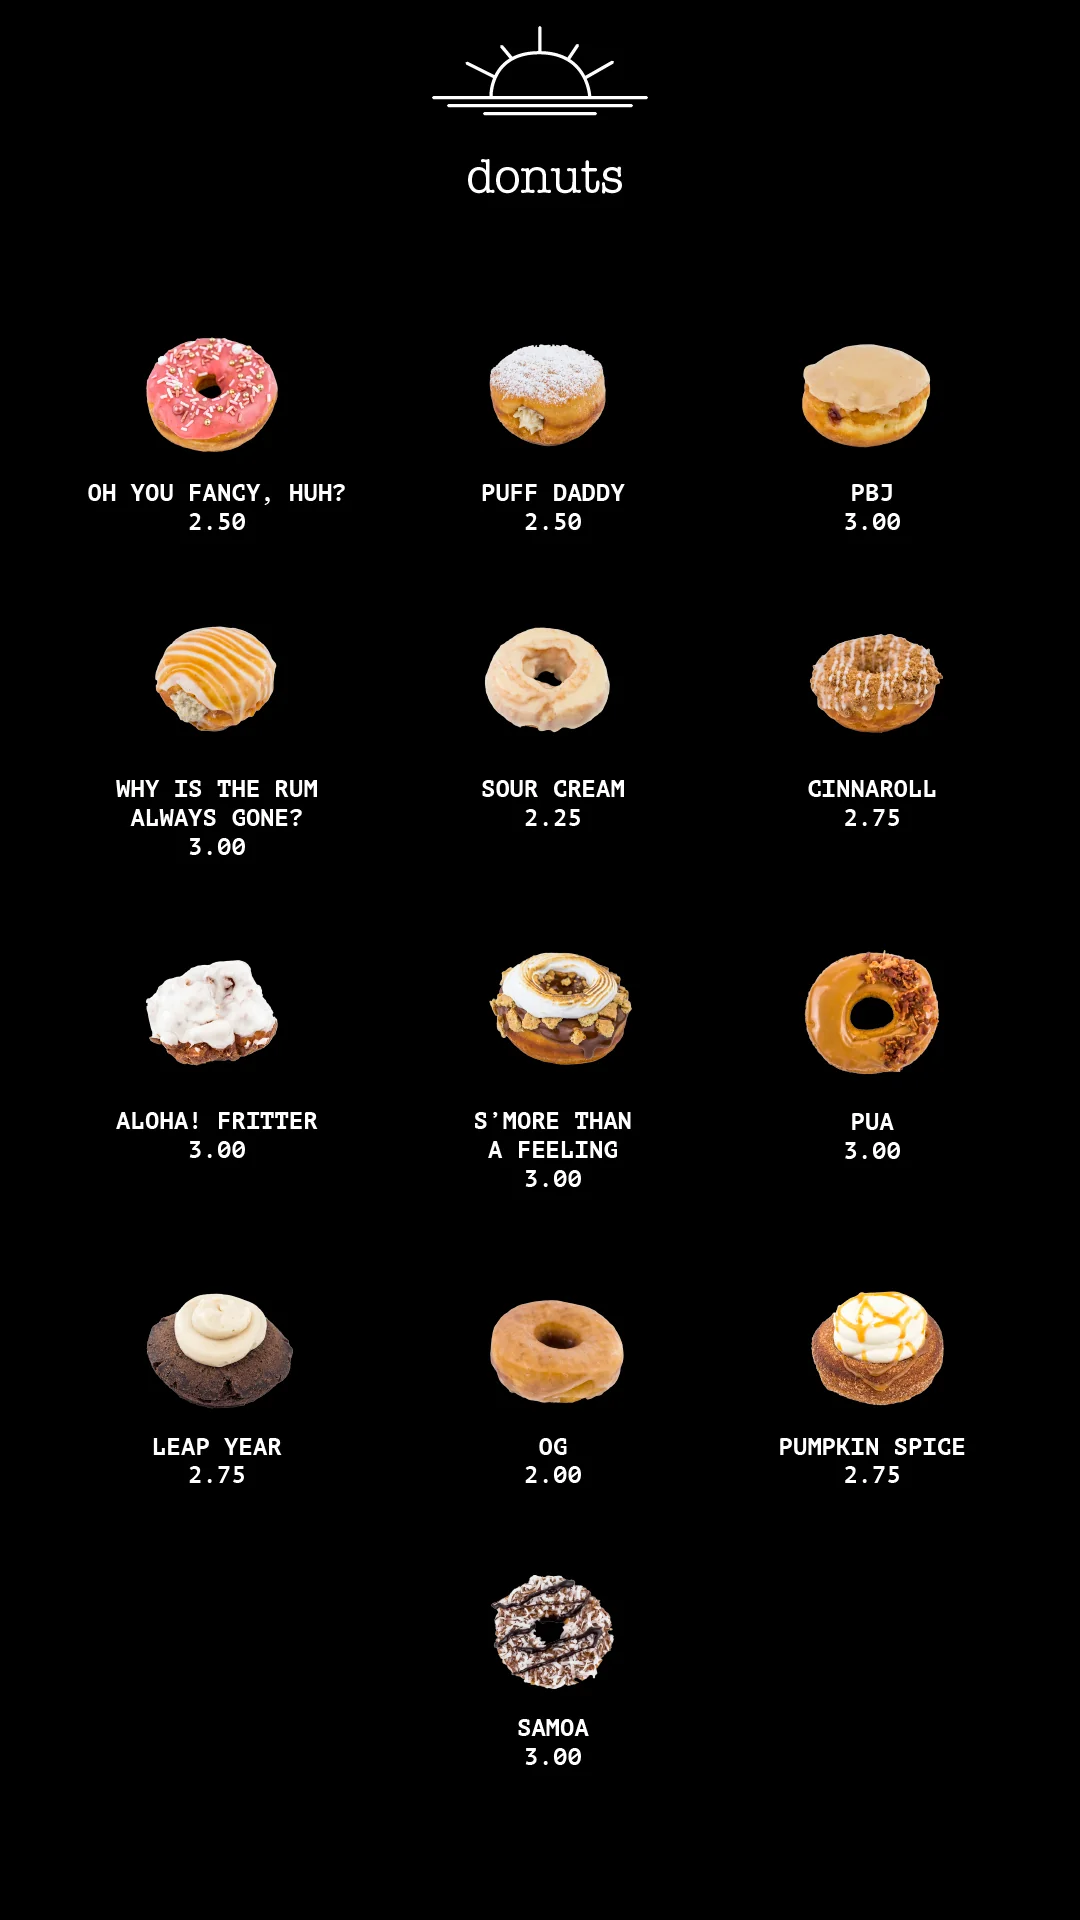 donuts
OH YOU FANCY, HUH?
2.50
PUFF DADDY
2.50
PBJ
3.00
WHY IS THE RUM
ALWAYS GONE?
3.00
SOUR CREAM
2.25
CINNAROLL
2.75
ALOHA! FRITTER
3.00
S’MORE THAN
A FEELING
3.00
PUA
3.00
LEAP YEAR
2.75
OG
2.00
PUMPKIN SPICE
2.75
SAMOA
3.00